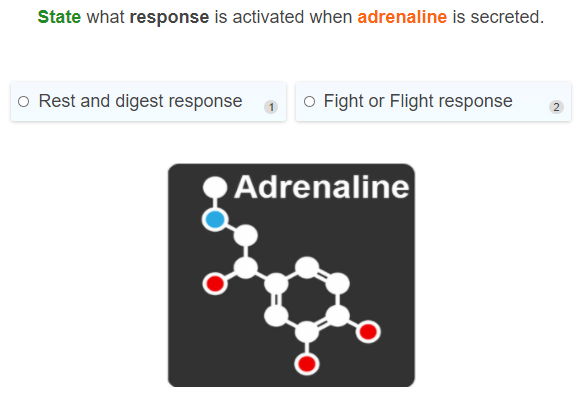 State what response is activated when adrenaline is secreted.
Rest and digest response 1
Fight or Flight response 2
Adrenaline